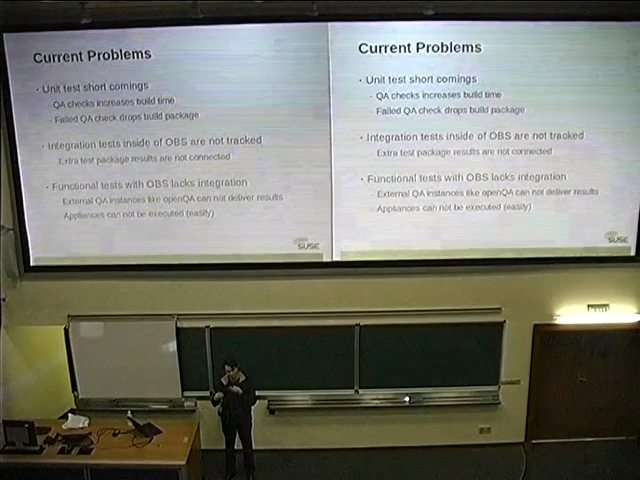 Current Problems
· Unit test short comings
- QA checks increases build time
- Failed QA check drops build package
· Integration tests inside of OBS are not tracked
- Extra test package results are not connected
· Functional tests with OBS lacks integration
- External QA instances like openQA can not deliver results
- Appliances can not be executed (easily)
SUSE
Current Problems
· Unit test short comings
- QA checks increases build time
- Failed QA check drops build package
· Integration tests inside of OBS are not tracked
- Extra test package results are not connected
· Functional tests with OBS lacks integration
- External QA instances like openQA can not deliver results
- Appliances can not be executed (easily)
SUSE